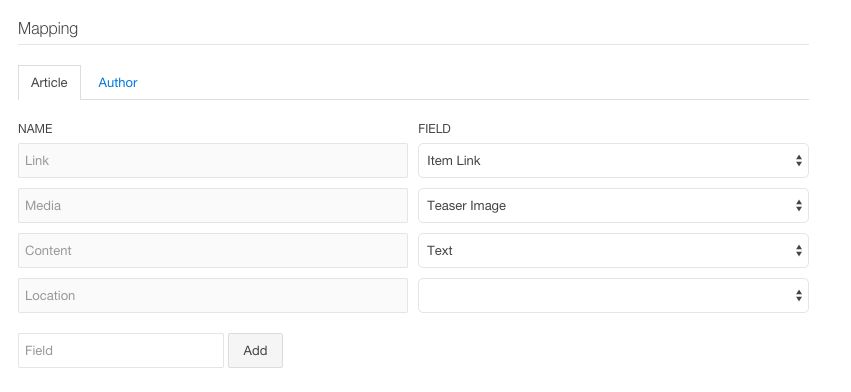 Mapping
Article Author
NAME FIELD
Link Item Link
Media Teaser Image
Content Text
Location
Field Add